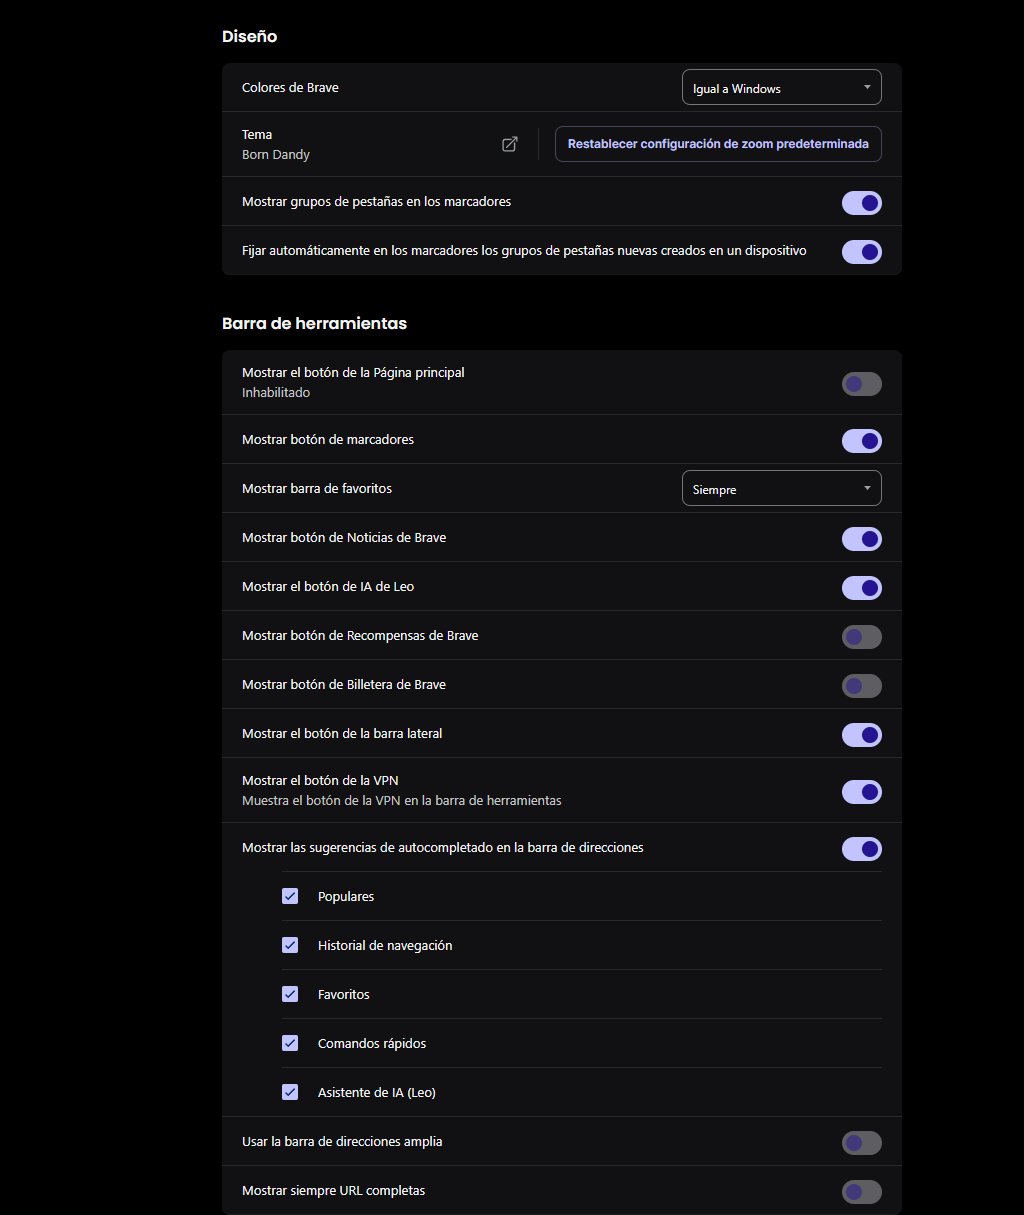 Diseño
Colores de Brave
Igual a Windows
Tema
Born Dandy
Restablecer configuración de zoom predeterminada
Mostrar grupos de pestañas en los marcadores
Fijar automáticamente en los marcadores los grupos de pestañas nuevas creados en un dispositivo
Barra de herramientas
Mostrar el botón de la Página principal
Inhabilitado
Mostrar botón de marcadores
Mostrar barra de favoritos
Siempre
Mostrar botón de Noticias de Brave
Mostrar el botón de IA de Leo
Mostrar botón de Recompensas de Brave
Mostrar botón de Billetera de Brave
Mostrar el botón de la barra lateral
Mostrar el botón de la VPN
Muestra el botón de la VPN en la barra de herramientas
Mostrar las sugerencias de autocompletado en la barra de direcciones
Populares
Historial de navegación
Favoritos
Comandos rápidos
Asistente de IA (Leo)
Usar la barra de direcciones amplia
Mostrar siempre URL completas